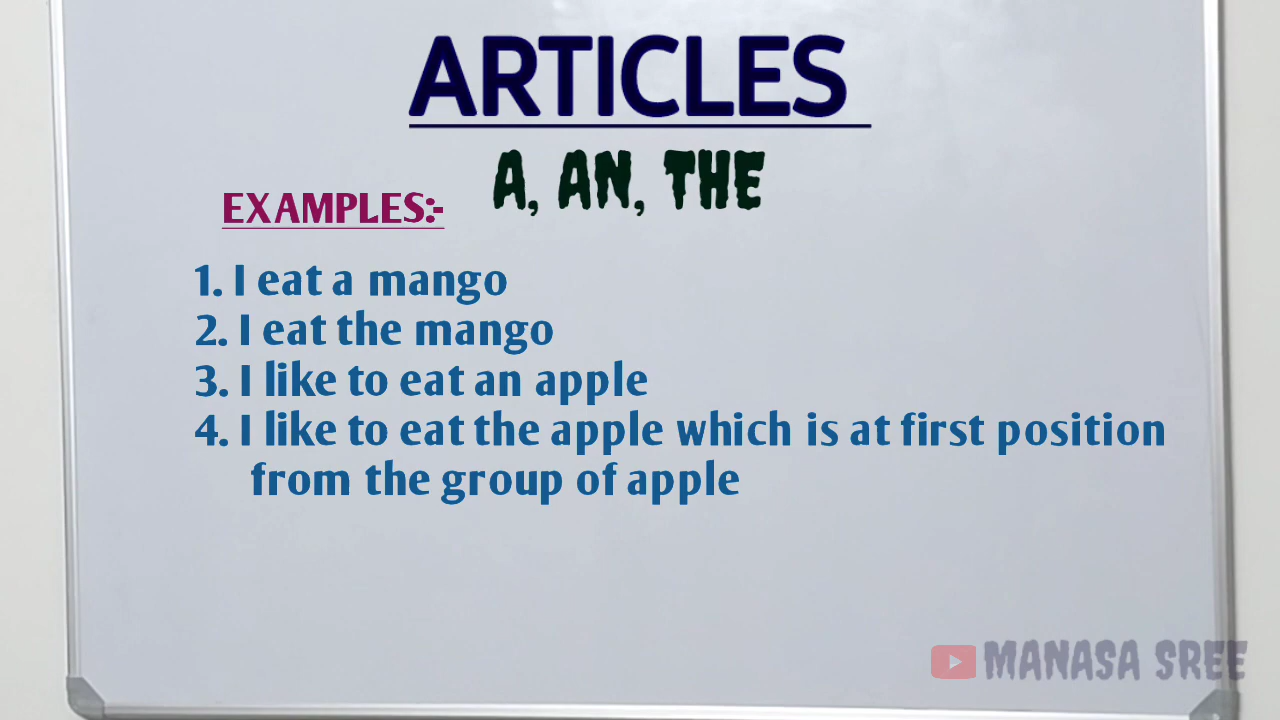 ARTICLES
A, AN, THE
EXAMPLES:-
1. I eat a mango
2. I eat the mango
3. I like to eat an apple
4. I like to eat the apple which is at first position
from the group of apple
MANASA SREE